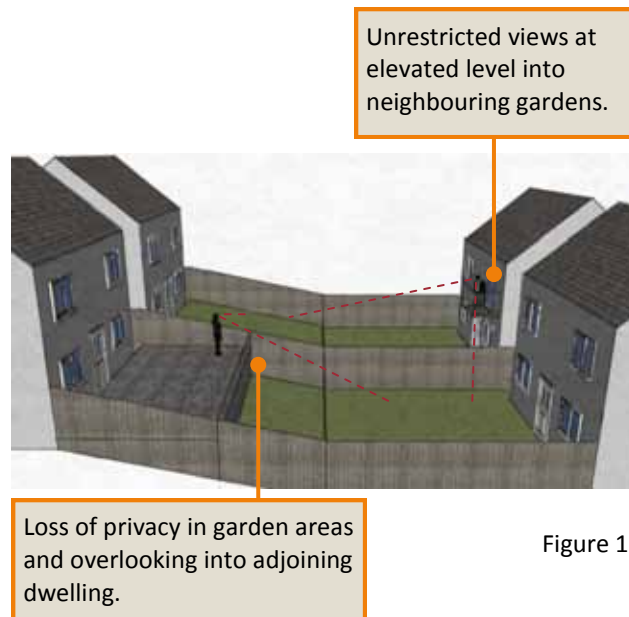 Unrestricted views at
elevated level into
neighbouring gardens.
Loss of privacy in garden areas
and overlooking into adjoining
dwelling.
Figure 1